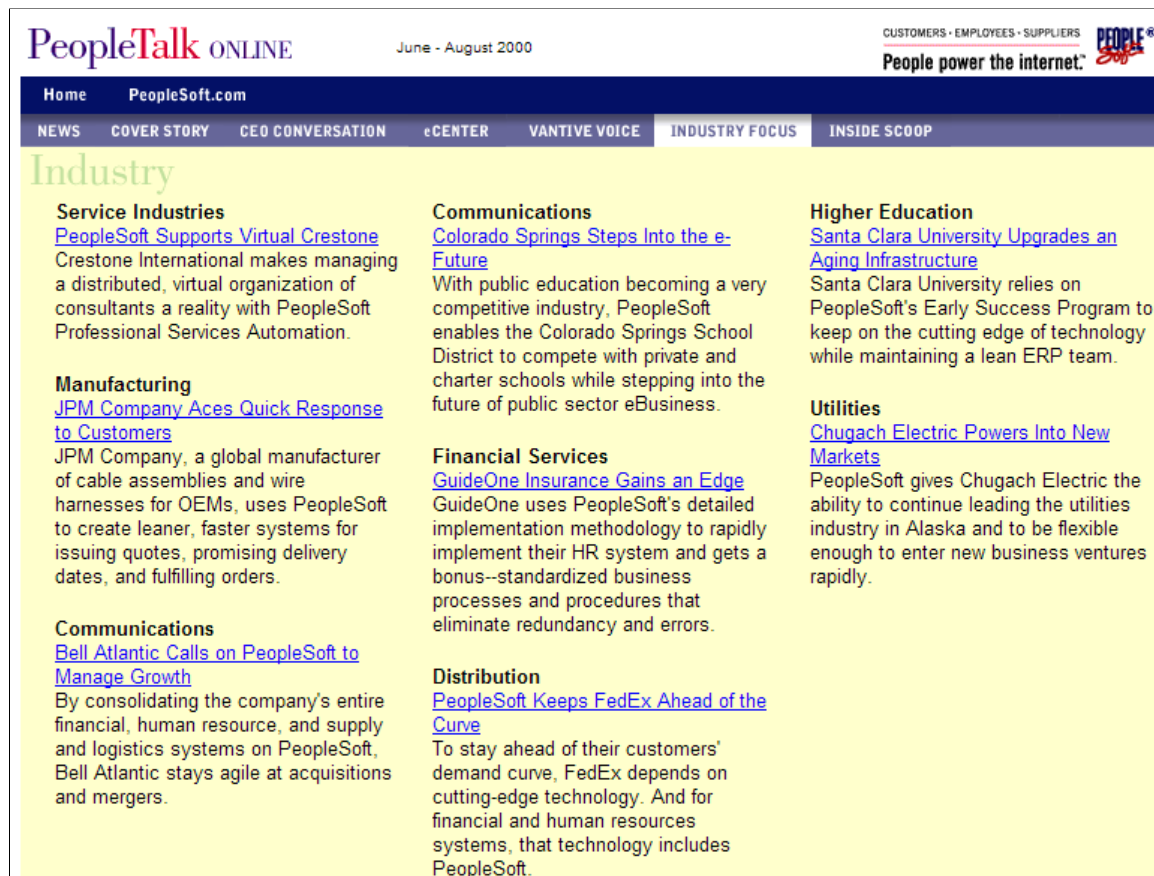 PeopleTalk ONLINE
June - August 2000
CUSTOMERS • EMPLOYEES • SUPPLIERS
People power the internet.™
PEOPLE®
Soft
Home PeopleSoft.com
NEWS COVER STORY CEO CONVERSATION eCENTER VANTIVE VOICE INDUSTRY FOCUS INSIDE SCOOP
Industry
Service Industries
PeopleSoft Supports Virtual Crestone
Crestone International makes managing
a distributed, virtual organization of
consultants a reality with PeopleSoft
Professional Services Automation.
Manufacturing
JPM Company Aces Quick Response
to Customers
JPM Company, a global manufacturer
of cable assemblies and wire
harnesses for OEMs, uses PeopleSoft
to create leaner, faster systems for
issuing quotes, promising delivery
dates, and fulfilling orders.
Communications
Bell Atlantic Calls on PeopleSoft to
Manage Growth
By consolidating the company's entire
financial, human resource, and supply
and logistics systems on PeopleSoft,
Bell Atlantic stays agile at acquisitions
and mergers.
Communications
Colorado Springs Steps Into the e-
Future
With public education becoming a very
competitive industry, PeopleSoft
enables the Colorado Springs School
District to compete with private and
charter schools while stepping into the
future of public sector eBusiness.
Financial Services
GuideOne Insurance Gains an Edge
GuideOne uses PeopleSoft's detailed
implementation methodology to rapidly
implement their HR system and gets a
bonus--standardized business
processes and procedures that
eliminate redundancy and errors.
Distribution
PeopleSoft Keeps FedEx Ahead of the
Curve
To stay ahead of their customers'
demand curve, FedEx depends on
cutting-edge technology. And for
financial and human resources
systems, that technology includes
PeopleSoft.
Higher Education
Santa Clara University Upgrades an
Aging Infrastructure
Santa Clara University relies on
PeopleSoft's Early Success Program to
keep on the cutting edge of technology
while maintaining a lean ERP team.
Utilities
Chugach Electric Powers Into New
Markets
PeopleSoft gives Chugach Electric the
ability to continue leading the utilities
industry in Alaska and to be flexible
enough to enter new business ventures
rapidly.